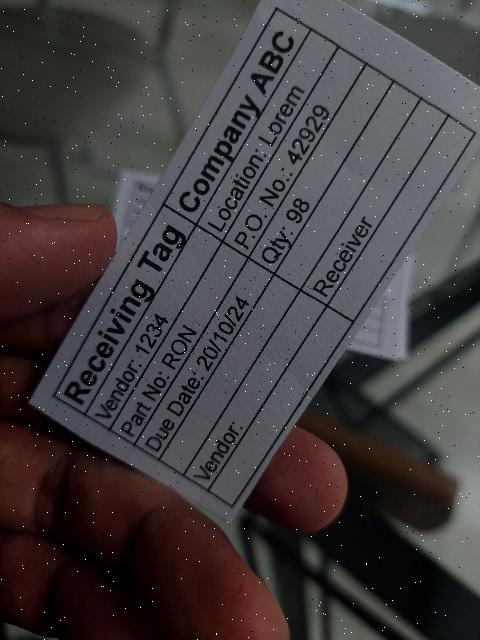 Receiving Tag Company ABC
Vendor: 1234 Location: Lorem
Part No: RON P.O. No.: 42929
Due Date: 20/10/24 Qty: 98
Vendor: Receiver